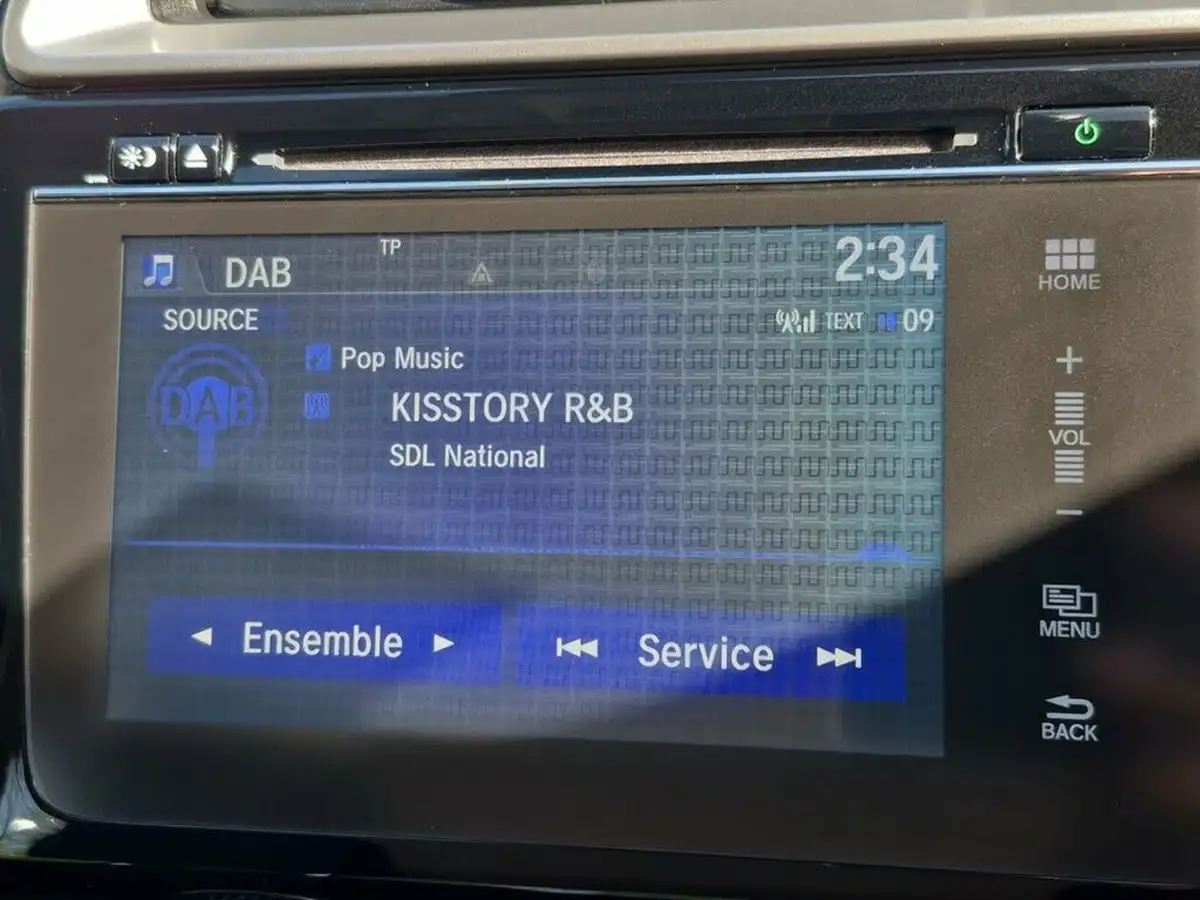 TP
DAB
2:34
SOURCE
TEXT
09
DAB
Pop Music
KISSTORY R&B
SDL National
Ensemble
Service
HOME
+
VOL
−
MENU
BACK